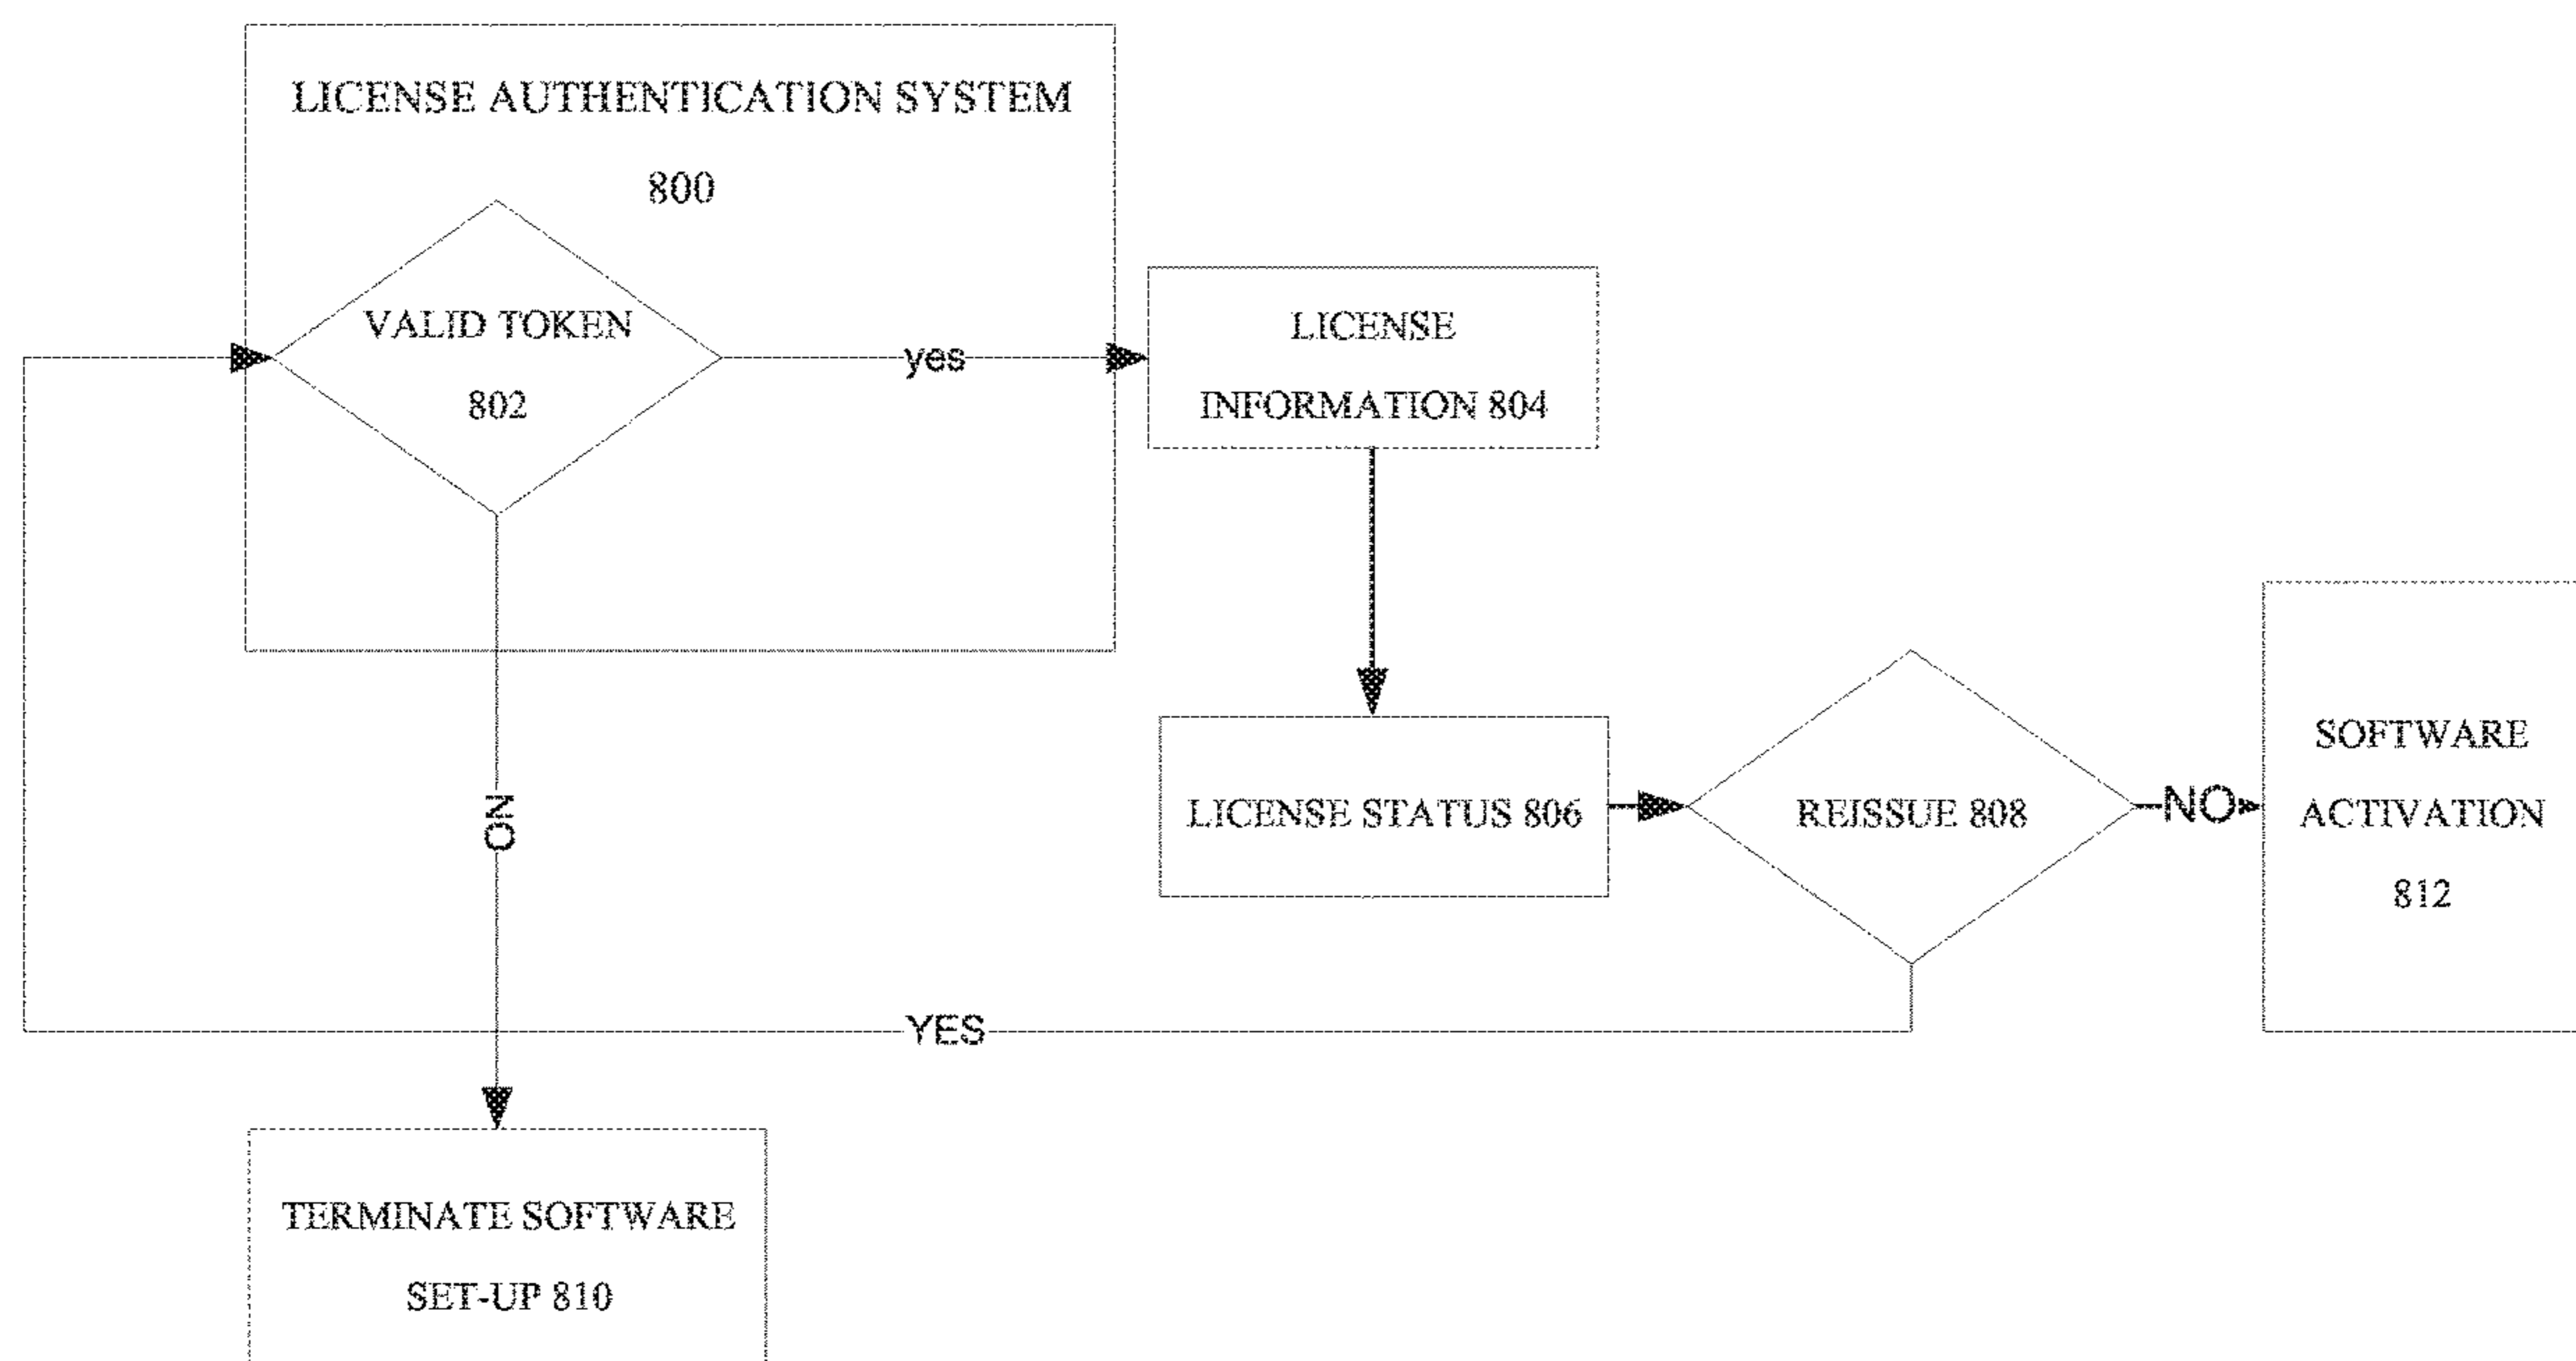 LICENSE AUTHENTICATION SYSTEM
800
VALID TOKEN
802
yes
LICENSE
INFORMATION 804
NO
LICENSE STATUS 806
REISSUE 808
NO
SOFTWARE
ACTIVATION
812
YES
TERMINATE SOFTWARE
SET-UP 810